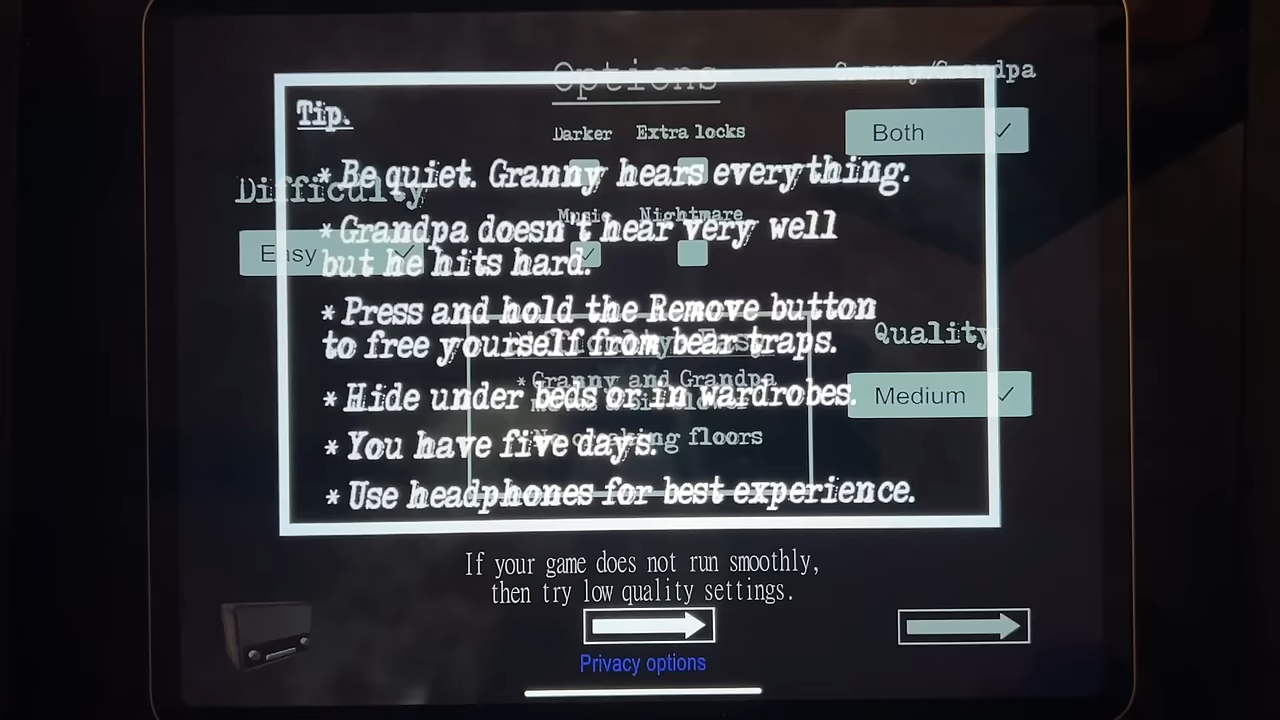 Options
Granny/Grandpa
Tip.
Darker Extra locks
Both
* Be quiet. Granny hears everything.
Difficulty
Music Nightmare
* Grandpa doesn't hear very well
but he hits hard.
Easy
* Press and hold the Remove button
to free yourself from bear traps.
Quality
Difficulty: Easy
* Granny and Grandpa
Medium
* Hide under beds or in wardrobes.
floors
* You have five days.
* Use headphones for best experience.
If your game does not run smoothly,
then try low quality settings.
Privacy options